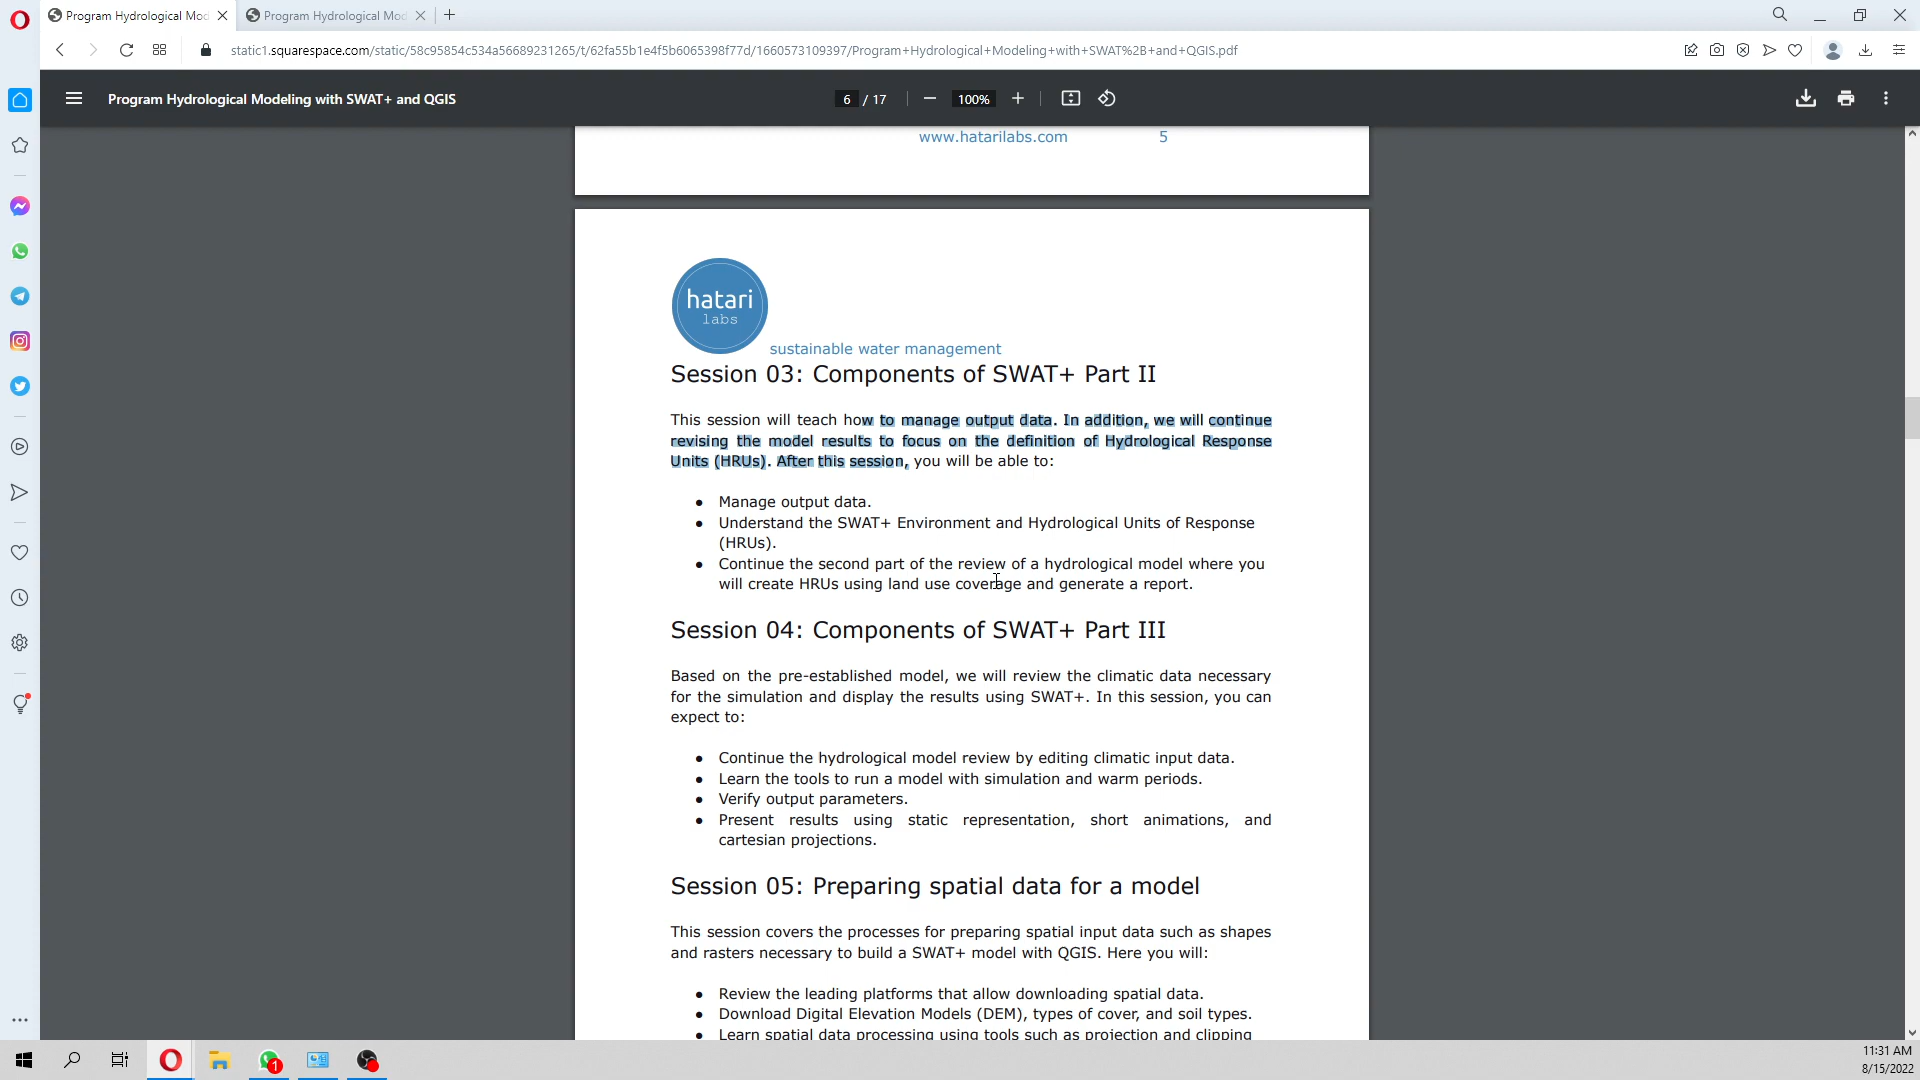 Program Hydrological Mod
Program Hydrological Mod
static1.squarespace.com/static/58c95854c534a56689231265/t/62fa55b1e4f5b6065398f77d/1660573109397/Program+Hydrological+Modeling+with+SWAT%2B+and+QGIS.pdf
Program Hydrological Modeling with SWAT+ and QGIS
6 / 17
100%
www.hatarilabs.com 5
hatari
labs
sustainable water management
Session 03: Components of SWAT+ Part II
This session will teach how to manage output data. In addition, we will continue
revising the model results to focus on the definition of Hydrological Response
Units (HRUs). After this session, you will be able to:
● Manage output data.
● Understand the SWAT+ Environment and Hydrological Units of Response
(HRUs).
● Continue the second part of the review of a hydrological model where you
will create HRUs using land use coverage and generate a report.
Session 04: Components of SWAT+ Part III
Based on the pre-established model, we will review the climatic data necessary
for the simulation and display the results using SWAT+. In this session, you can
expect to:
● Continue the hydrological model review by editing climatic input data.
● Learn the tools to run a model with simulation and warm periods.
● Verify output parameters.
● Present results using static representation, short animations, and
cartesian projections.
Session 05: Preparing spatial data for a model
This session covers the processes for preparing spatial input data such as shapes
and rasters necessary to build a SWAT+ model with QGIS. Here you will:
● Review the leading platforms that allow downloading spatial data.
● Download Digital Elevation Models (DEM), types of cover, and soil types.
● Learn spatial data processing using tools such as projection and clipping
1
11:31 AM
8/15/2022